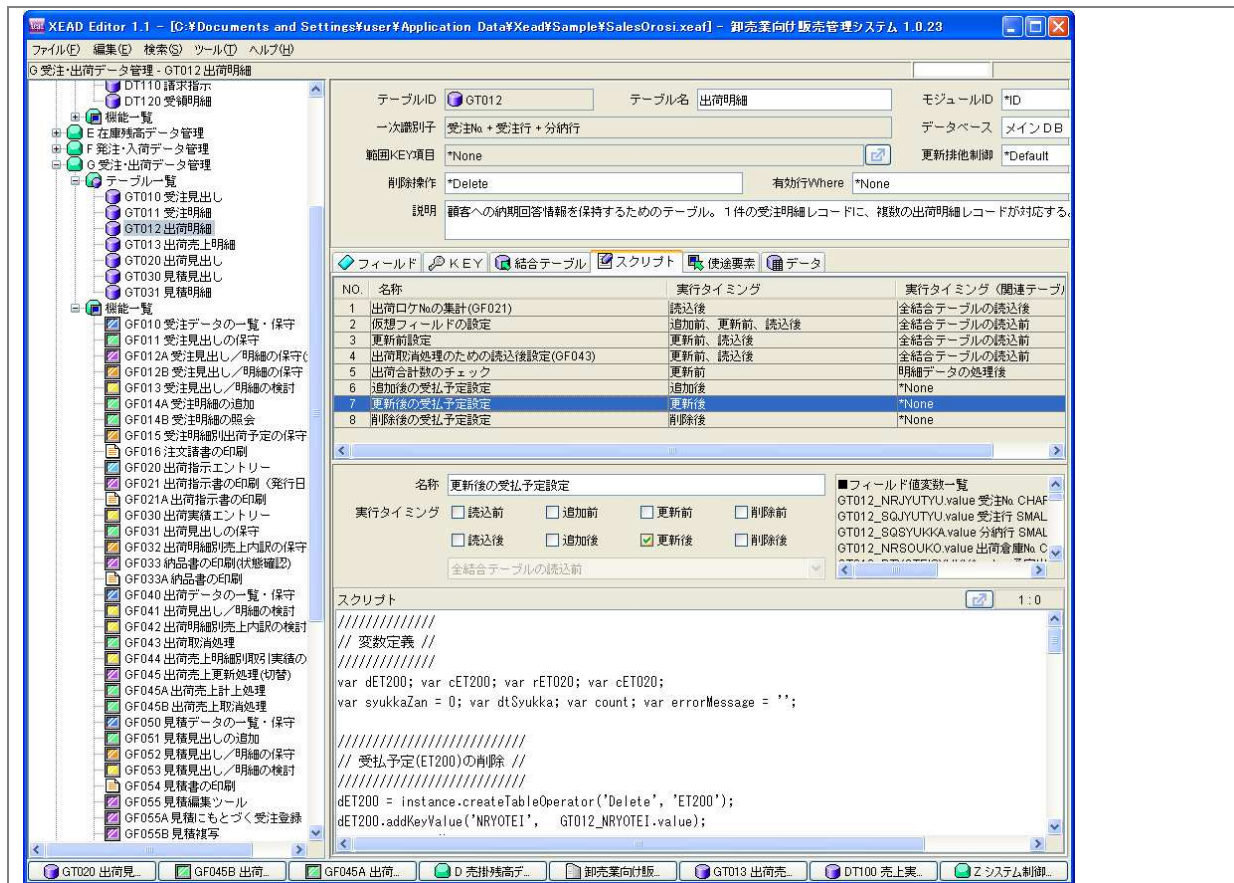 XEAD Editor 1.1 - [C:¥Documents and Settings¥user¥Application Data¥Xead¥Sample¥SalesOrosi.xeaf] - 卸売業向け販売管理システム 1.0.23
ファイル(F) 編集(E) 検索(S) ツール(T) ヘルプ(H)
G 受注・出荷データ管理 - GT012 出荷明細
DT110 請求指示
DT120 受領明細
機能一覧
E 在庫残高データ管理
F 発注・入荷データ管理
G 受注・出荷データ管理
テーブル一覧
GT010 受注見出し
GT011 受注明細
GT012 出荷明細
GT013 出荷売上明細
GT020 出荷見出し
GT030 見積見出し
GT031 見積明細
機能一覧
GF010 受注データの一覧・保守
GF011 受注見出しの保守
GF012A 受注見出し／明細の保守(
GF012B 受注見出し／明細の保守
GF013 受注見出し／明細の検討
GF014A 受注明細の追加
GF014B 受注明細の照会
GF015 受注明細別出荷予定の保守
GF016 注文請書の印刷
GF020 出荷指示エントリー
GF021 出荷指示書の印刷（発行日
GF021A 出荷指示書の印刷
GF030 出荷実績エントリー
GF031 出荷見出しの保守
GF032 出荷明細別売上内訳の保守
GF033 納品書の印刷(状態確認)
GF033A 納品書の印刷
GF040 出荷データの一覧・保守
GF041 出荷見出し／明細の検討
GF042 出荷明細別売上内訳の検討
GF043 出荷取消処理
GF044 出荷売上明細別取引実績の
GF045 出荷売上更新処理(切替)
GF045A 出荷売上計上処理
GF045B 出荷売上取消処理
GF050 見積データの一覧・保守
GF051 見積見出しの追加
GF052 見積見出し／明細の保守
GF053 見積見出し／明細の検討
GF054 見積書の印刷
GF055 見積編集ツール
GF055A 見積にもとづく受注登録
GF055B 見積複写
テーブルID GT012 テーブル名 出荷明細 モジュールID *ID
一次識別子 受注№ + 受注行 + 分納行 データベース メインDB
範囲KEY項目 *None 更新排他制御 *Default
削除操作 *Delete 有効行Where *None
説明 顧客への納期回答情報を保持するためのテーブル。1件の受注明細レコードに、複数の出荷明細レコードが対応する。
フィールド KEY 結合テーブル スクリプト 使途要素 データ
NO. 名称 実行タイミング 実行タイミング（関連テーブル
1 出荷ロケ№の集計(GF021) 読込後 全結合テーブルの読込後
2 仮想フィールドの設定 追加前、更新前、読込後 全結合テーブルの読込前
3 更新前設定 更新前、読込後 全結合テーブルの読込前
4 出荷取消処理のための読込後設定(GF043) 更新前、読込後 全結合テーブルの読込前
5 出荷合計数のチェック 更新前 明細データの処理後
6 追加後の受払予定設定 追加後 *None
7 更新後の受払予定設定 更新後 *None
8 削除後の受払予定設定 削除後 *None
名称 更新後の受払予定設定
実行タイミング 読込前 追加前 更新前 削除前
読込後 追加後 更新後 削除後
全結合テーブルの読込前
■フィールド値変数一覧
GT012_NRJYUTYU.value 受注№ CHAR
GT012_SQJYUTYU.value 受注行 SMAL
GT012_SQSYUKKA.value 分納行 SMAL
GT012_NRSOUKO.value 出荷倉庫№ C
スクリプト 1 : 0
/////////////
// 変数定義 //
/////////////
var dET200; var cET200; var rET020; var cET020;
var syukkaZan = 0; var dtSyukka; var count; var errorMessage = '';
/////////////////////////
// 受払予定(ET200)の削除 //
/////////////////////////
dET200 = instance.createTableOperator('Delete', 'ET200');
dET200.addKeyValue('NRYOTEI', GT012_NRYOTEI.value);
GT020 出荷見... GF045B 出荷... GF045A 出荷... D 売掛残高デ... 卸売業向け販... GT013 出荷売... DT100 売上実... Z システム制御...